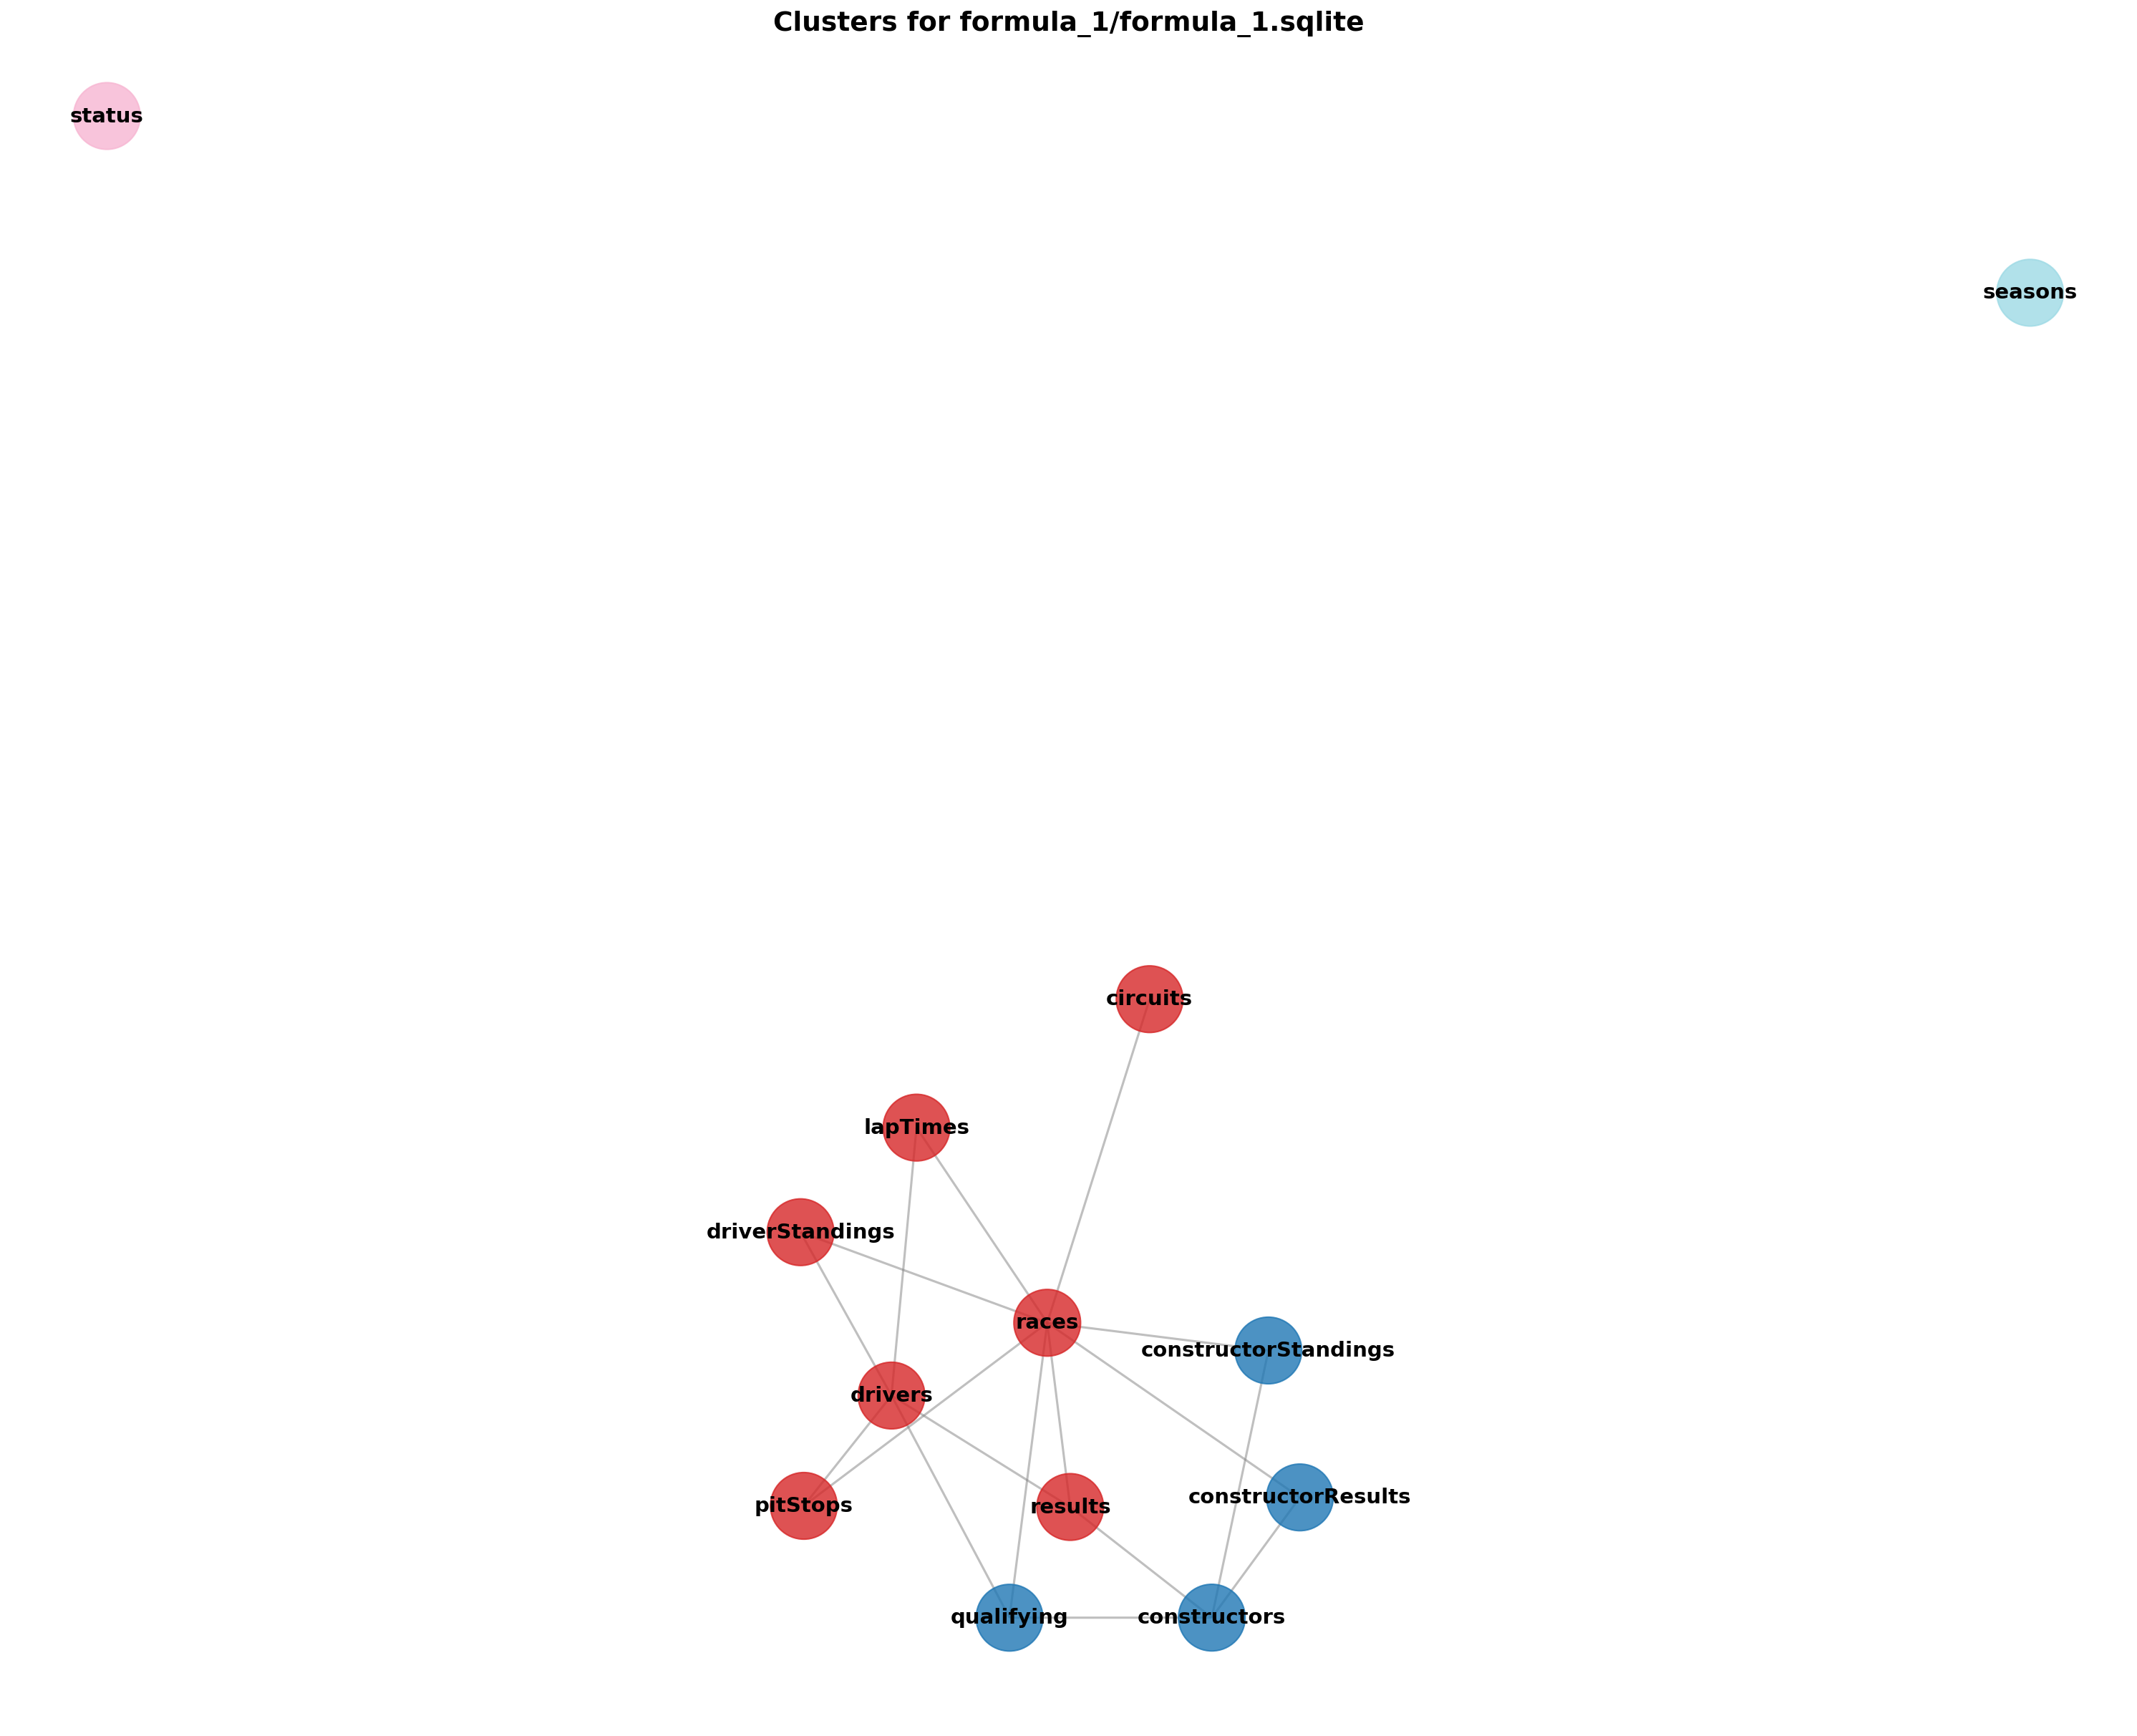 Clusters for formula_1/formula_1.sqlite
status
seasons
circuits
lapTimes
driverStandings
races
constructorStandings
drivers
constructorResults
pitStops
results
qualifying
constructors